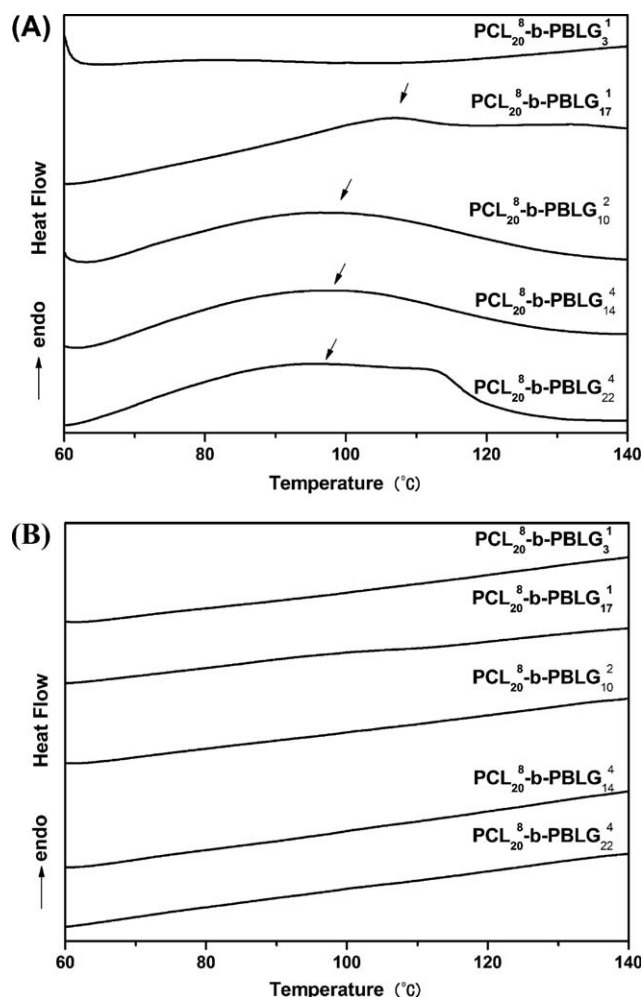 (A)
PCL₂₀⁸-b-PBLG₃¹
PCL₂₀⁸-b-PBLG₁₇¹
PCL₂₀⁸-b-PBLG₁₀²
PCL₂₀⁸-b-PBLG₁₄⁴
PCL₂₀⁸-b-PBLG₂₂⁴
→ endo Heat Flow
60 80 100 120 140
Temperature (°C)
(B)
PCL₂₀⁸-b-PBLG₃¹
PCL₂₀⁸-b-PBLG₁₇¹
PCL₂₀⁸-b-PBLG₁₀²
PCL₂₀⁸-b-PBLG₁₄⁴
PCL₂₀⁸-b-PBLG₂₂⁴
→ endo Heat Flow
60 80 100 120 140
Temperature (°C)